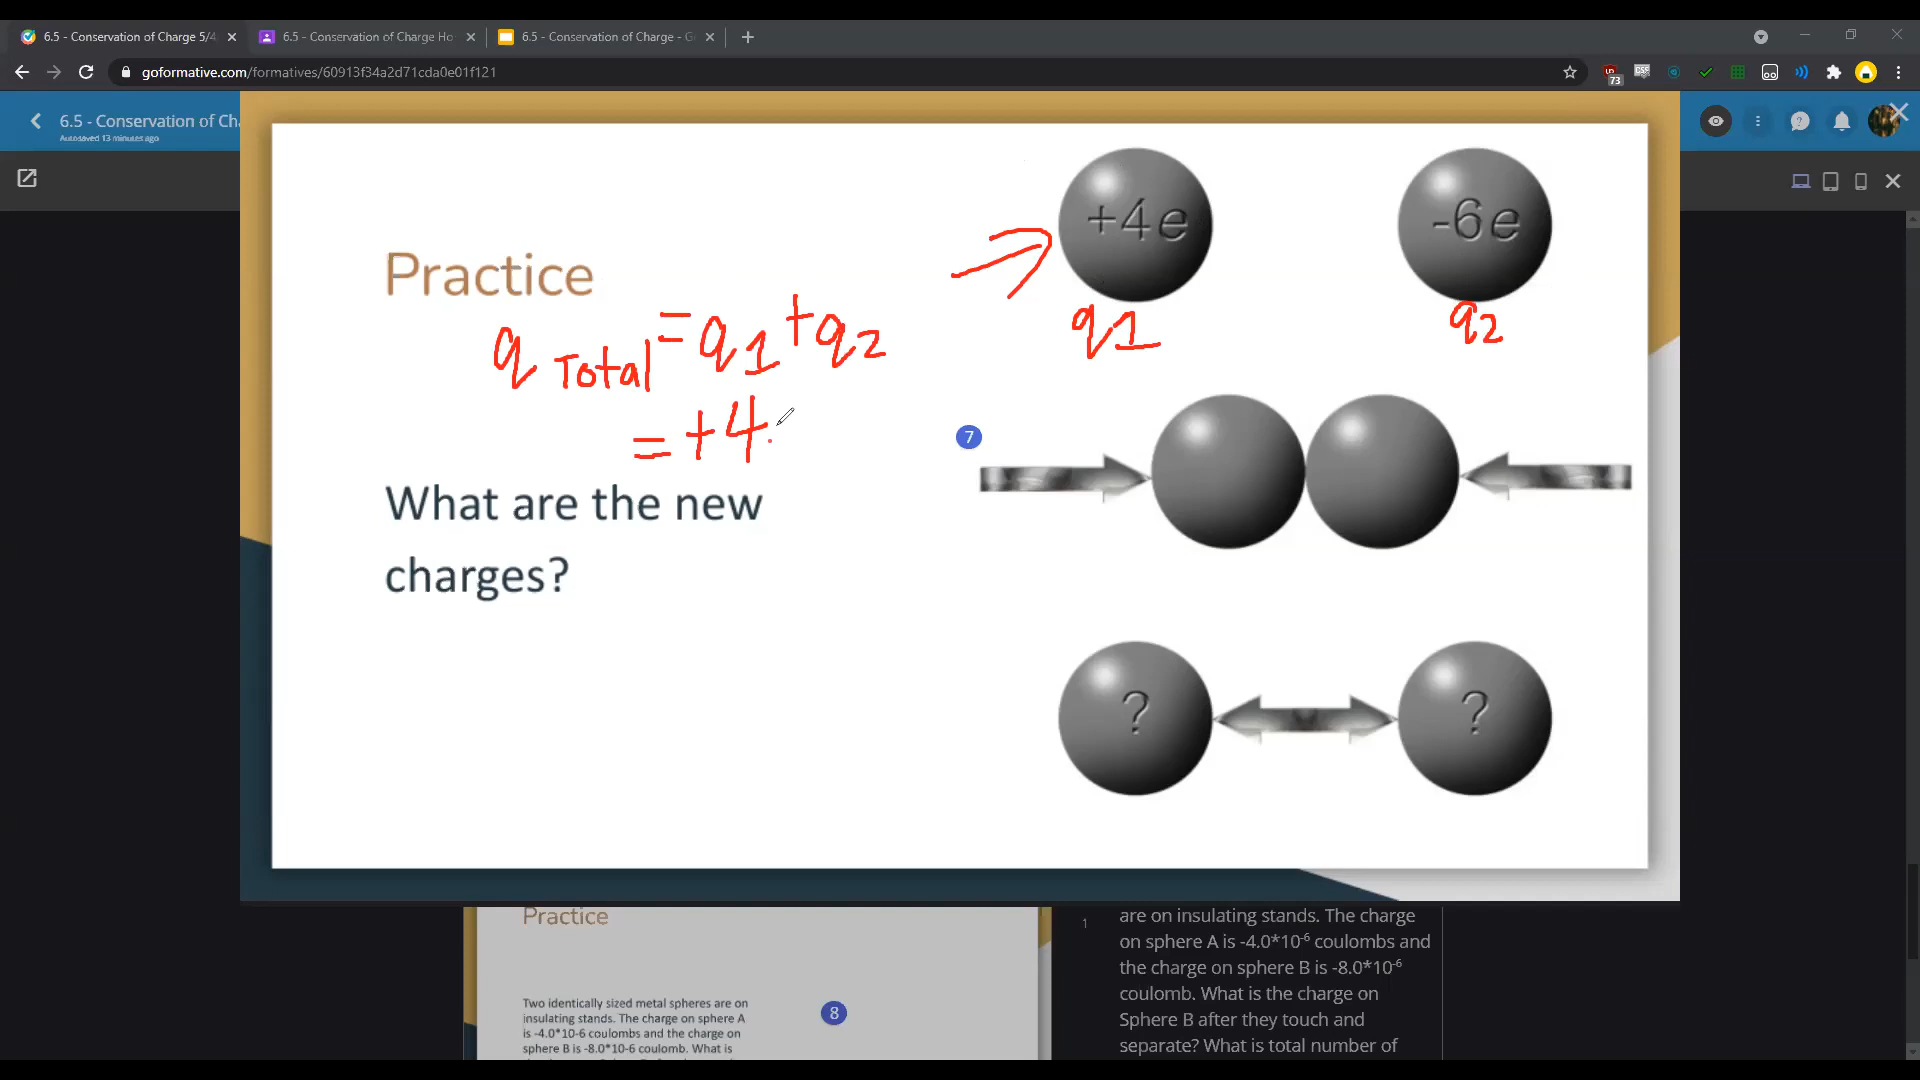 6.5 - Conservation of Charge 5/4
6.5 - Conservation of Charge Ho
6.5 - Conservation of Charge - G
goformative.com/formatives/60913f34a2d71cda0e01f121
73
6.5 - Conservation of Cha
Autosaved 13 minutes ago
+4e
-6e
Practice
q1
q2
q Total = q1 + q2
= +4
7
What are the new
charges?
?
?
Practice
Two identically sized metal spheres are on
insulating stands. The charge on sphere A
is -4.0*10-6 coulombs and the charge on
sphere B is -8.0*10-6 coulomb. What is
8
1
are on insulating stands. The charge
on sphere A is -4.0*10⁻⁶ coulombs and
the charge on sphere B is -8.0*10⁻⁶
coulomb. What is the charge on
Sphere B after they touch and
separate? What is total number of